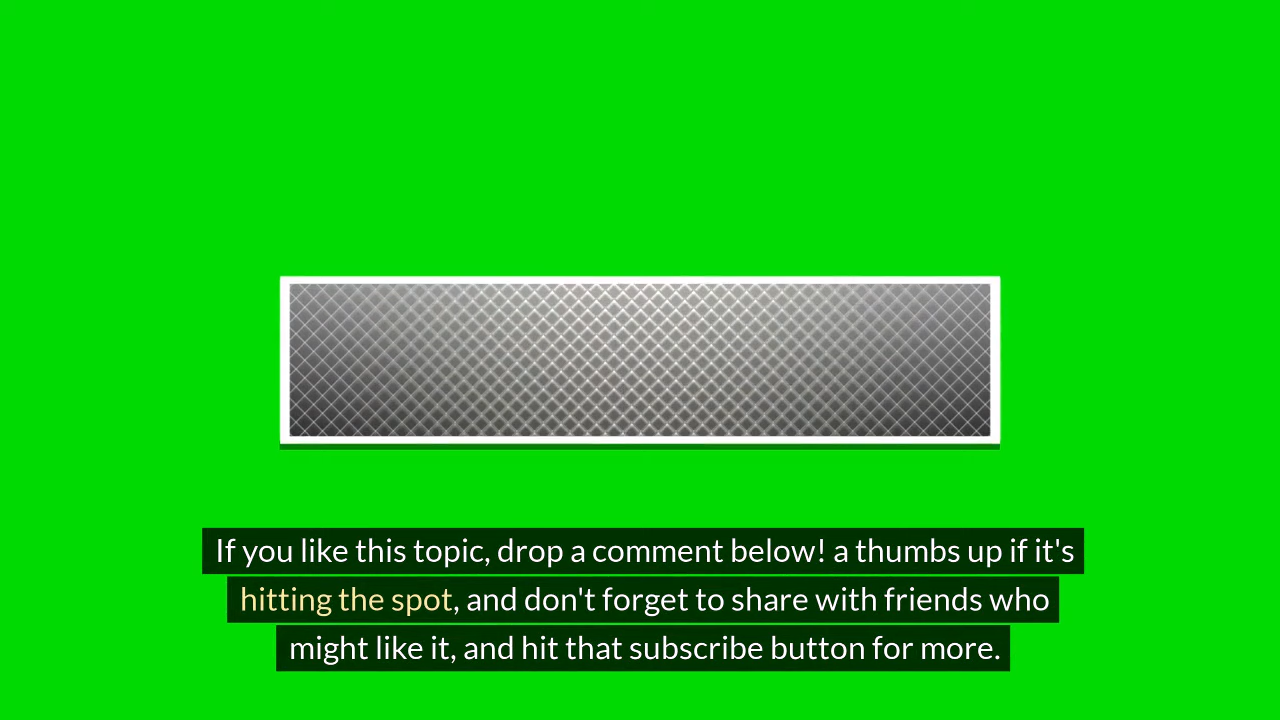 If you like this topic, drop a comment below! a thumbs up if it's
hitting the spot, and don't forget to share with friends who
might like it, and hit that subscribe button for more.